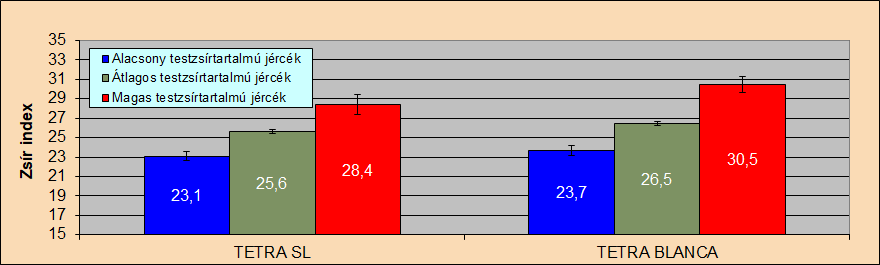 Zsír index
35
33
31
29
27
25
23
21
19
17
15
Alacsony testzsírtartalmú jércék
Átlagos testzsírtartalmú jércék
Magas testzsírtartalmú jércék
23,1
25,6
28,4
23,7
26,5
30,5
TETRA SL
TETRA BLANCA